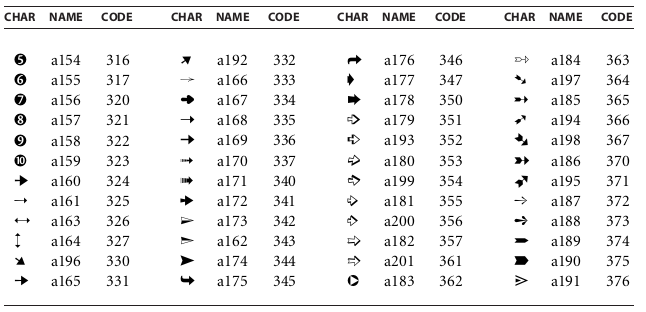 CHAR NAME CODE CHAR NAME CODE CHAR NAME CODE CHAR NAME CODE
❺ a154 316 ➚ a192 332 ➦ a176 346 ➺ a184 363
❻ a155 317 ➛ a166 333 ➧ a177 347 ➻ a197 364
❼ a156 320 ➜ a167 334 ➨ a178 350 ➼ a185 365
❽ a157 321 ➝ a168 335 ➩ a179 351 ➽ a194 366
❾ a158 322 ➞ a169 336 ➪ a193 352 ➘ a198 367
❿ a159 323 ➟ a170 337 ➫ a180 353 ➸ a186 370
➔ a160 324 ➠ a171 340 ➬ a199 354 ➹ a195 371
→ a161 325 ➡ a172 341 ➭ a181 355 ➺ a187 372
↔ a163 326 ➢ a173 342 ➮ a200 356 ➻ a188 373
↕ a164 327 ➣ a162 343 ➯ a182 357 ➼ a189 374
➘ a196 330 ➤ a174 344 ➱ a201 361 ➽ a190 375
➙ a165 331 ➥ a175 345 ➲ a183 362 ➾ a191 376